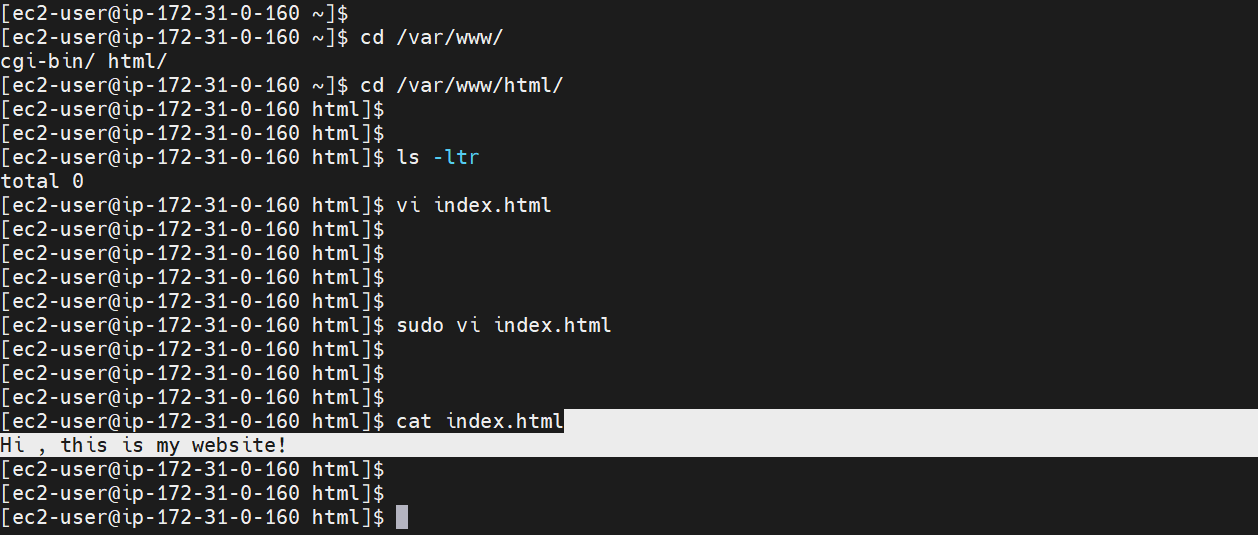 [ec2-user@ip-172-31-0-160 ~]$
[ec2-user@ip-172-31-0-160 ~]$ cd /var/www/
cgi-bin/ html/
[ec2-user@ip-172-31-0-160 ~]$ cd /var/www/html/
[ec2-user@ip-172-31-0-160 html]$
[ec2-user@ip-172-31-0-160 html]$
[ec2-user@ip-172-31-0-160 html]$ ls -ltr
total 0
[ec2-user@ip-172-31-0-160 html]$ vi index.html
[ec2-user@ip-172-31-0-160 html]$
[ec2-user@ip-172-31-0-160 html]$
[ec2-user@ip-172-31-0-160 html]$
[ec2-user@ip-172-31-0-160 html]$
[ec2-user@ip-172-31-0-160 html]$ sudo vi index.html
[ec2-user@ip-172-31-0-160 html]$
[ec2-user@ip-172-31-0-160 html]$
[ec2-user@ip-172-31-0-160 html]$
[ec2-user@ip-172-31-0-160 html]$ cat index.html
Hi , this is my website!
[ec2-user@ip-172-31-0-160 html]$
[ec2-user@ip-172-31-0-160 html]$
[ec2-user@ip-172-31-0-160 html]$